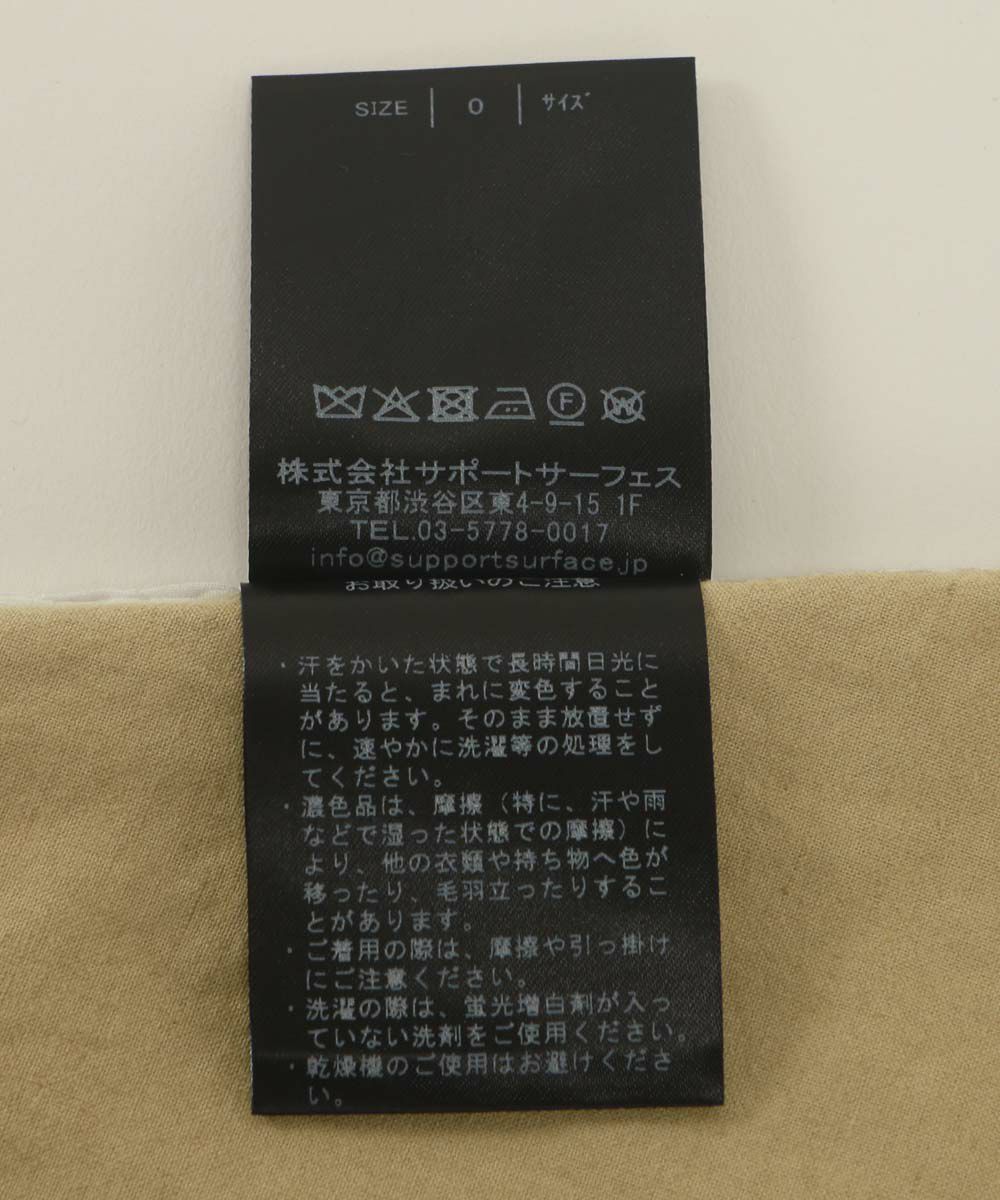 SIZE | 0 | ｻｲｽﾞ
F W
株式会社サポートサーフェス
東京都渋谷区東4-9-15 1F
TEL.03-5778-0017
info@supportsurface.jp
お取り扱いのご注意
・汗をかいた状態で長時間日光に
当たると、まれに変色すること
があります。そのまま放置せず
に、速やかに洗濯等の処理をし
てください。
・濃色品は、摩擦（特に、汗や雨
などで湿った状態での摩擦）に
より、他の衣類や持ち物へ色が
移ったり、毛羽立ったりするこ
とがあります。
・ご着用の際は、摩擦や引っ掛け
にご注意ください。
・洗濯の際は、蛍光増白剤が入っ
ていない洗剤をご使用ください。
・乾燥機のご使用はお避けくださ
い。